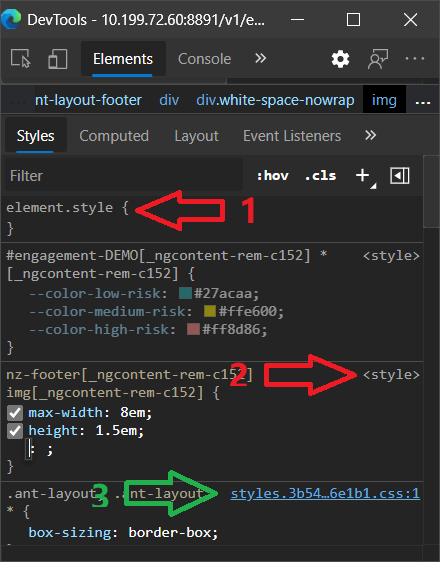 DevTools - 10.199.72.60:8891/v1/e...
Elements Console »
... nt-layout-footer div div.white-space-nowrap img ...
Styles Computed Layout Event Listeners »
Filter :hov .cls +
element.style { 1
}
#engagement-DEMO[_ngcontent-rem-c152] * <style>
[_ngcontent-rem-c152] {
--color-low-risk: #27acaa;
--color-medium-risk: #ffe600;
--color-high-risk: #ff8d86;
}
nz-footer[_ngcontent-rem-c152] 2 <style>
img[_ngcontent-rem-c152] {
max-width: 8em;
height: 1.5em;
: ;
}
.ant-layout, .ant-layout 3 styles.3b54…6e1b1.css:1
* {
box-sizing: border-box;